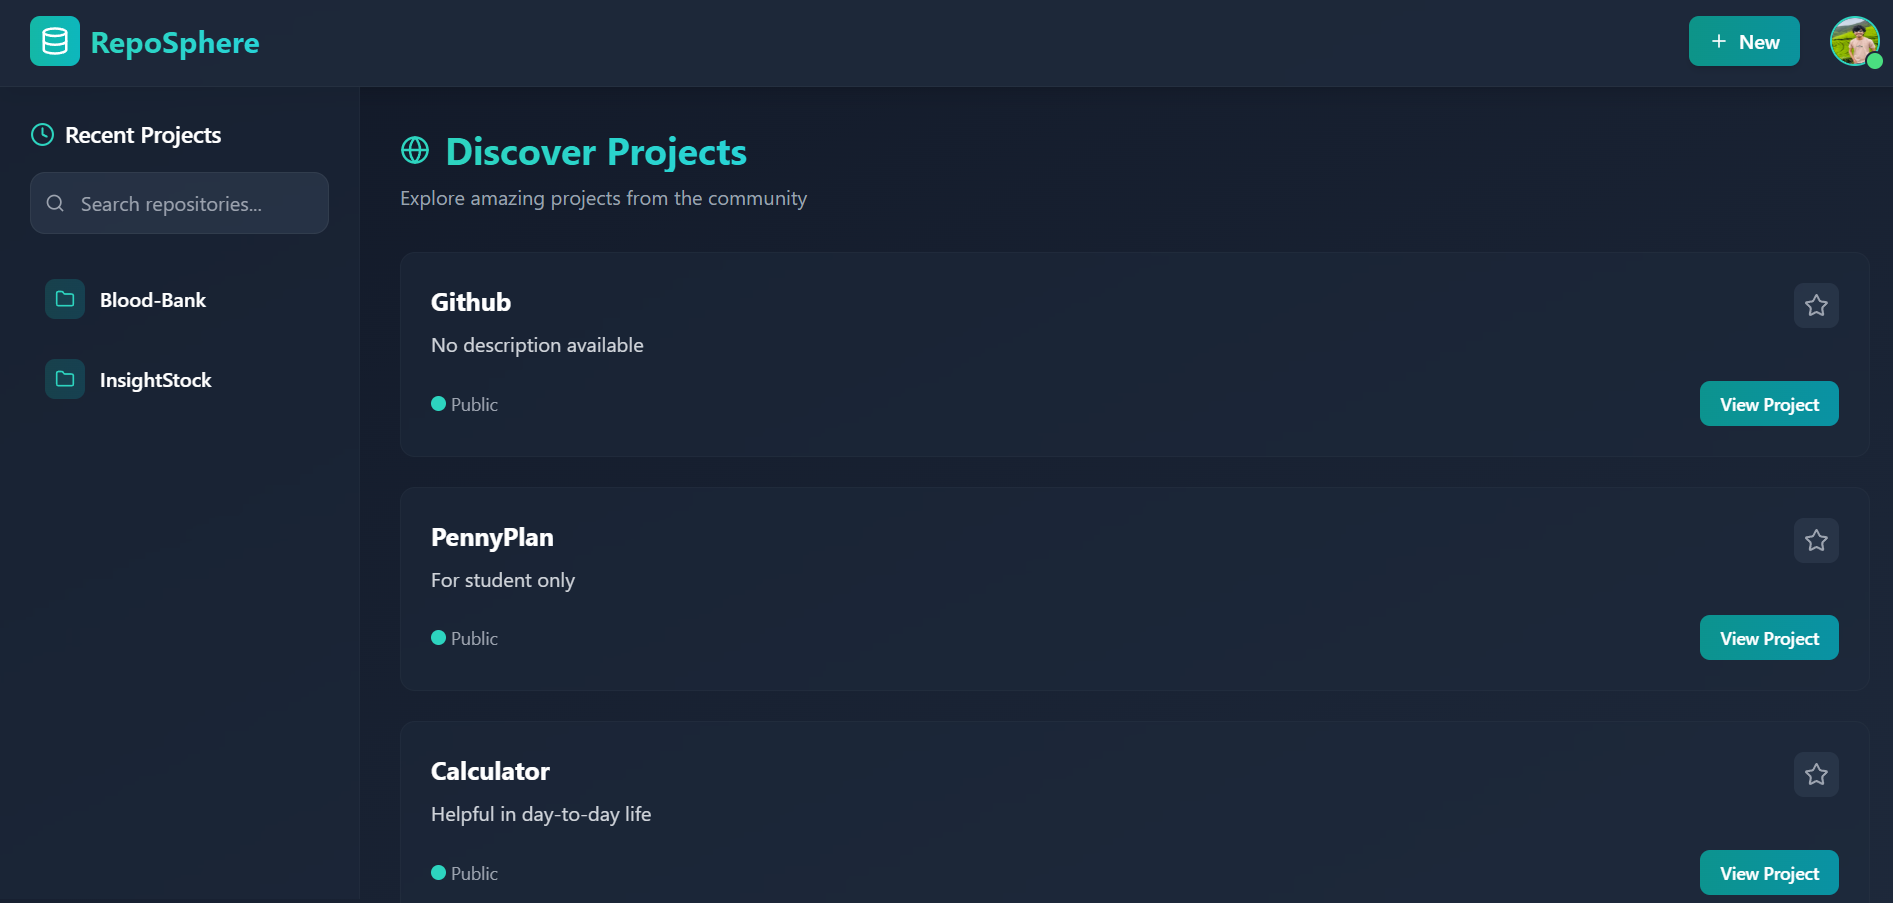 RepoSphere
New
Recent Projects
Search repositories...
Blood-Bank
InsightStock
Discover Projects
Explore amazing projects from the community
Github
No description available
Public
View Project
PennyPlan
For student only
Public
View Project
Calculator
Helpful in day-to-day life
Public
View Project